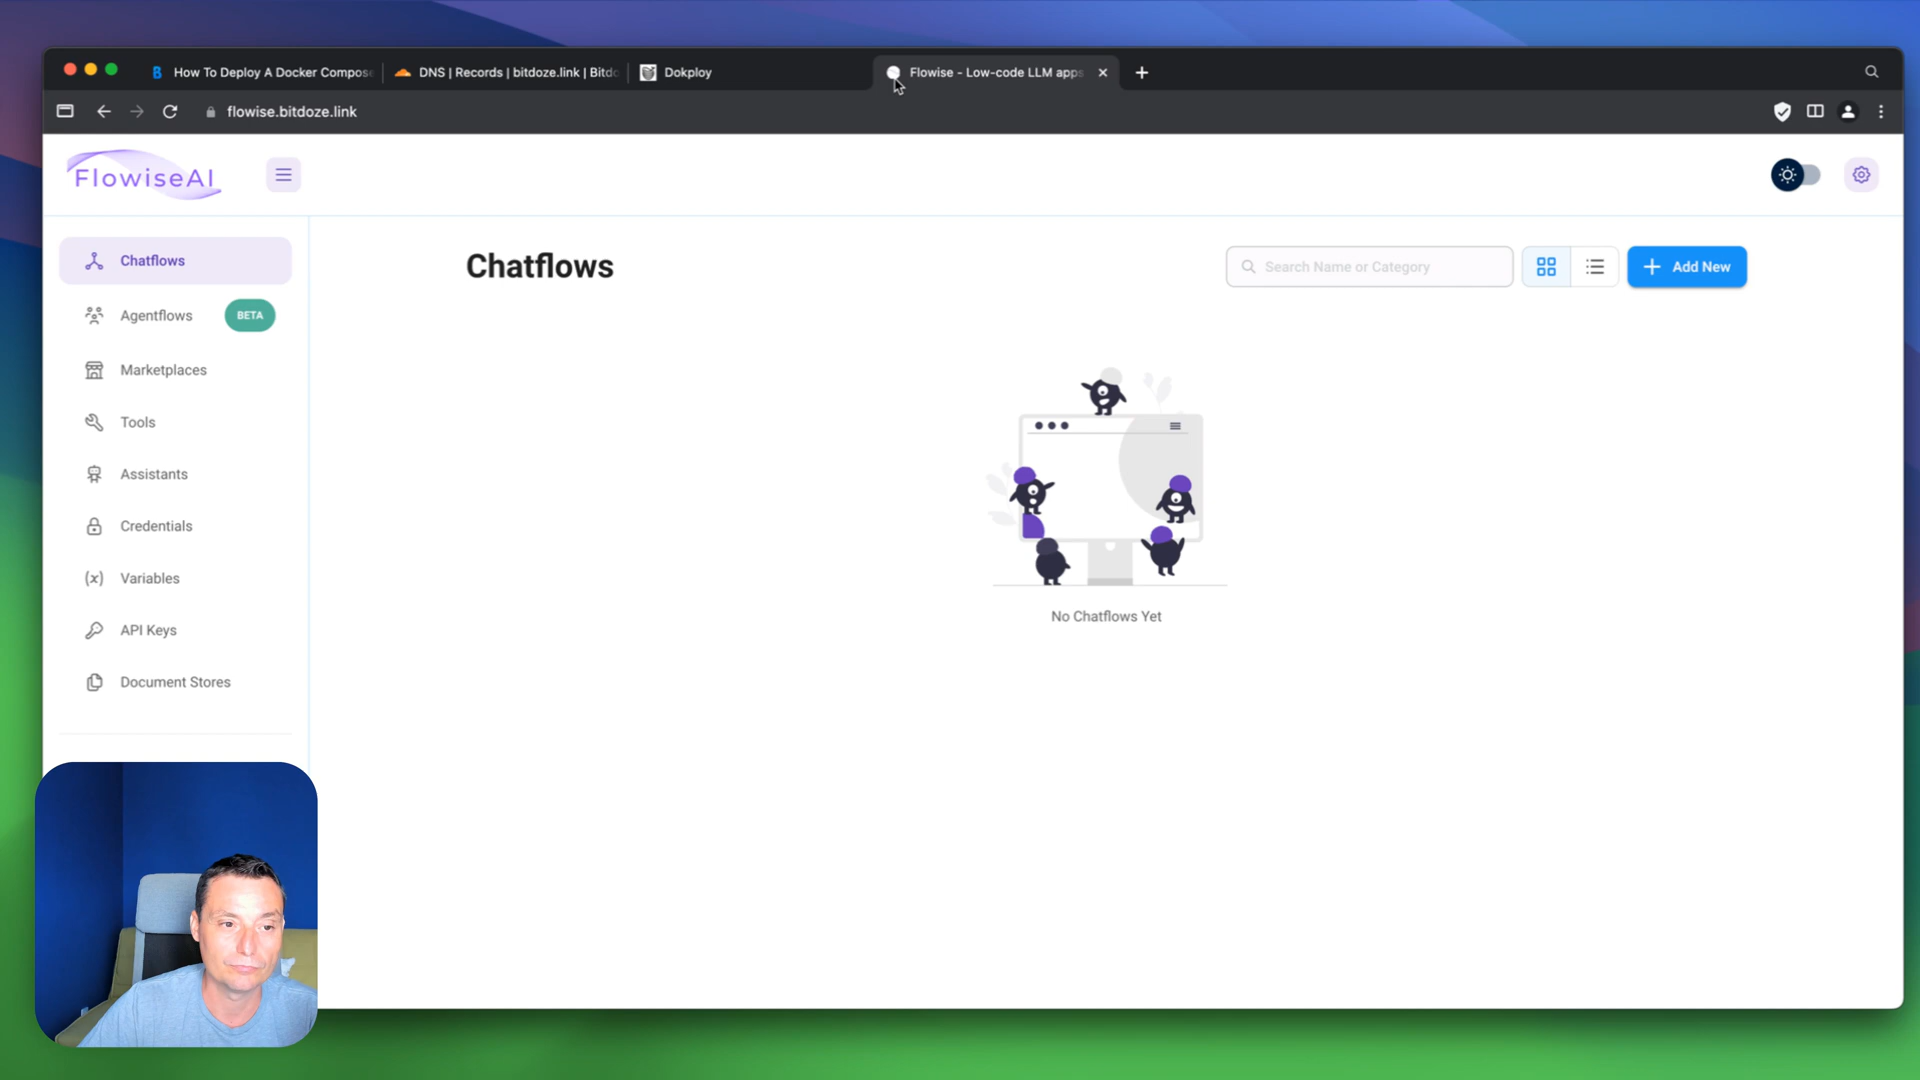 How To Deploy A Docker Compose
DNS | Records | bitdoze.link | Bitdo
Dokploy
Flowise - Low-code LLM apps
flowise.bitdoze.link
FlowiseAI
Chatflows
Agentflows BETA
Marketplaces
Tools
Assistants
Credentials
Variables
API Keys
Document Stores
Chatflows
Search Name or Category
Add New
No Chatflows Yet